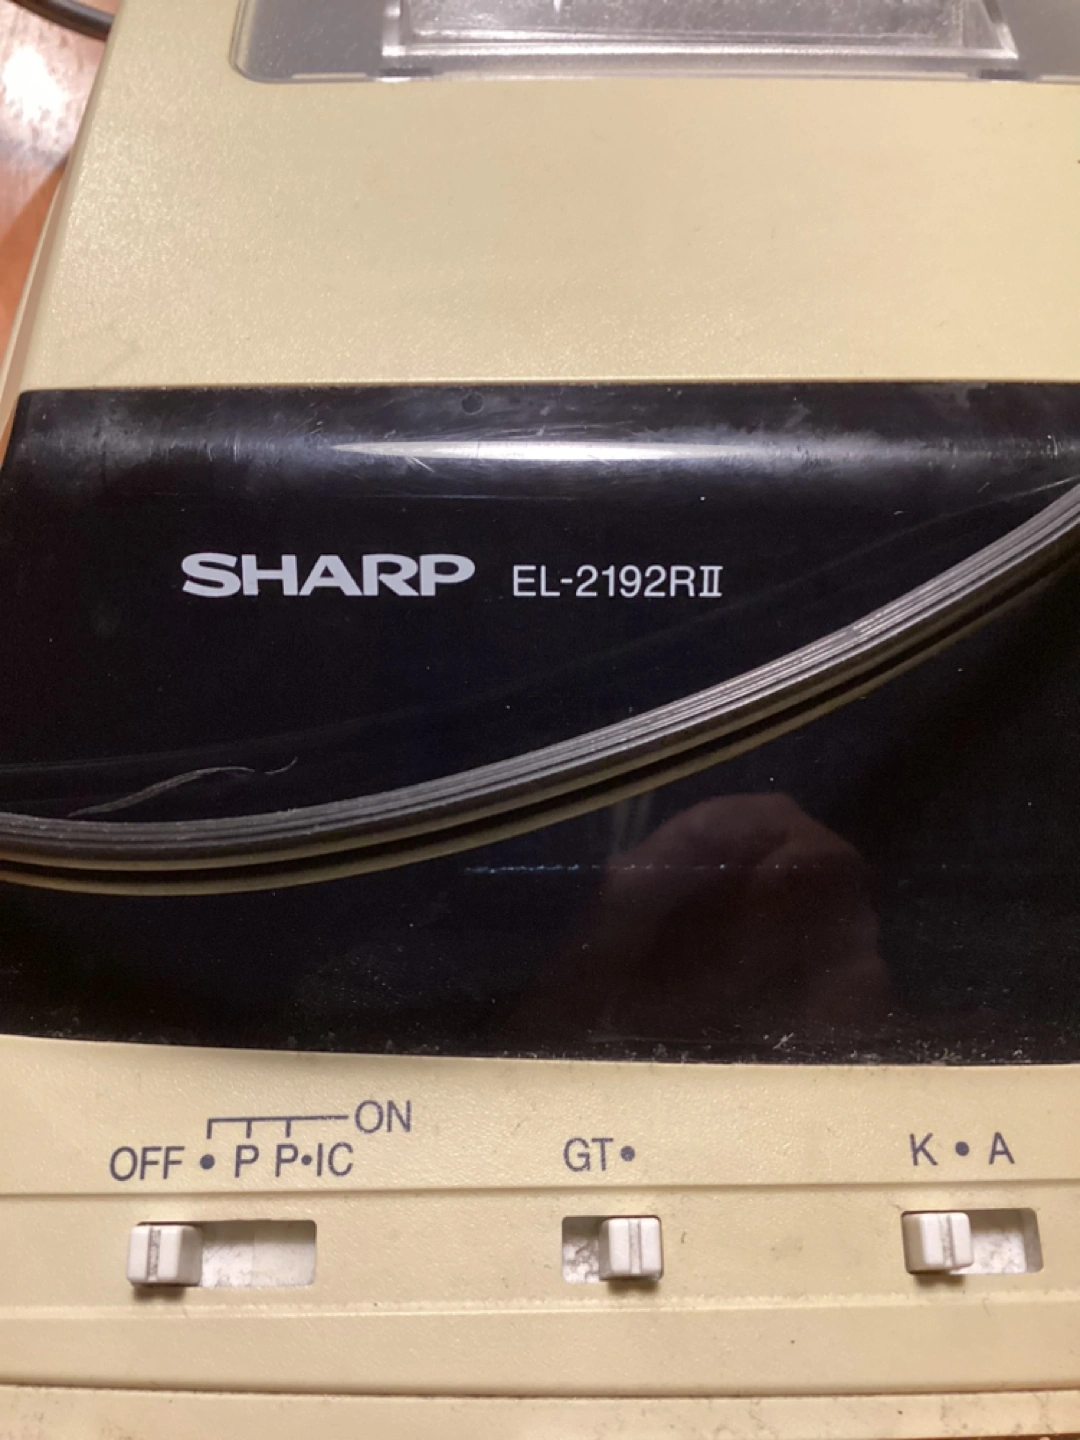 SHARP EL-2192RⅡ
ON
OFF • P P•IC GT• K • A